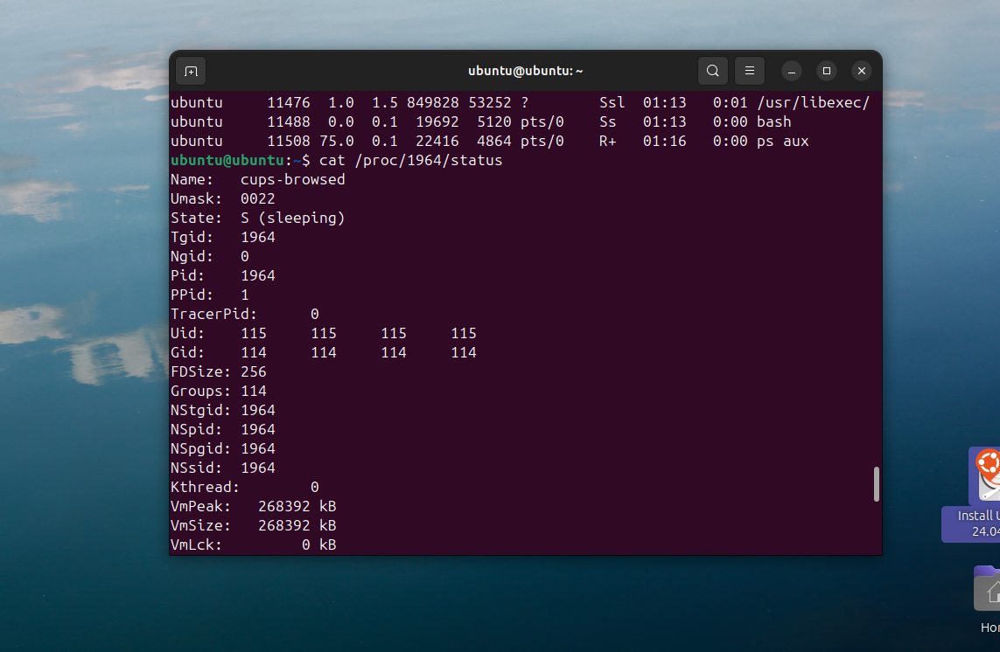 ubuntu@ubuntu: ~
ubuntu     11476  1.0  1.5 849828 53252 ?        Ssl  01:13   0:01 /usr/libexec/
ubuntu     11488  0.0  0.1  19692  5120 pts/0    Ss   01:13   0:00 bash
ubuntu     11508 75.0  0.1  22416  4864 pts/0    R+   01:16   0:00 ps aux
ubuntu@ubuntu:~$ cat /proc/1964/status
Name:   cups-browsed
Umask:  0022
State:  S (sleeping)
Tgid:   1964
Ngid:   0
Pid:    1964
PPid:   1
TracerPid:      0
Uid:    115     115     115     115
Gid:    114     114     114     114
FDSize: 256
Groups: 114
NStgid: 1964
NSpid:  1964
NSpgid: 1964
NSsid:  1964
Kthread:        0
VmPeak:   268392 kB
VmSize:   268392 kB
VmLck:         0 kB
Install U
24.04
Hor